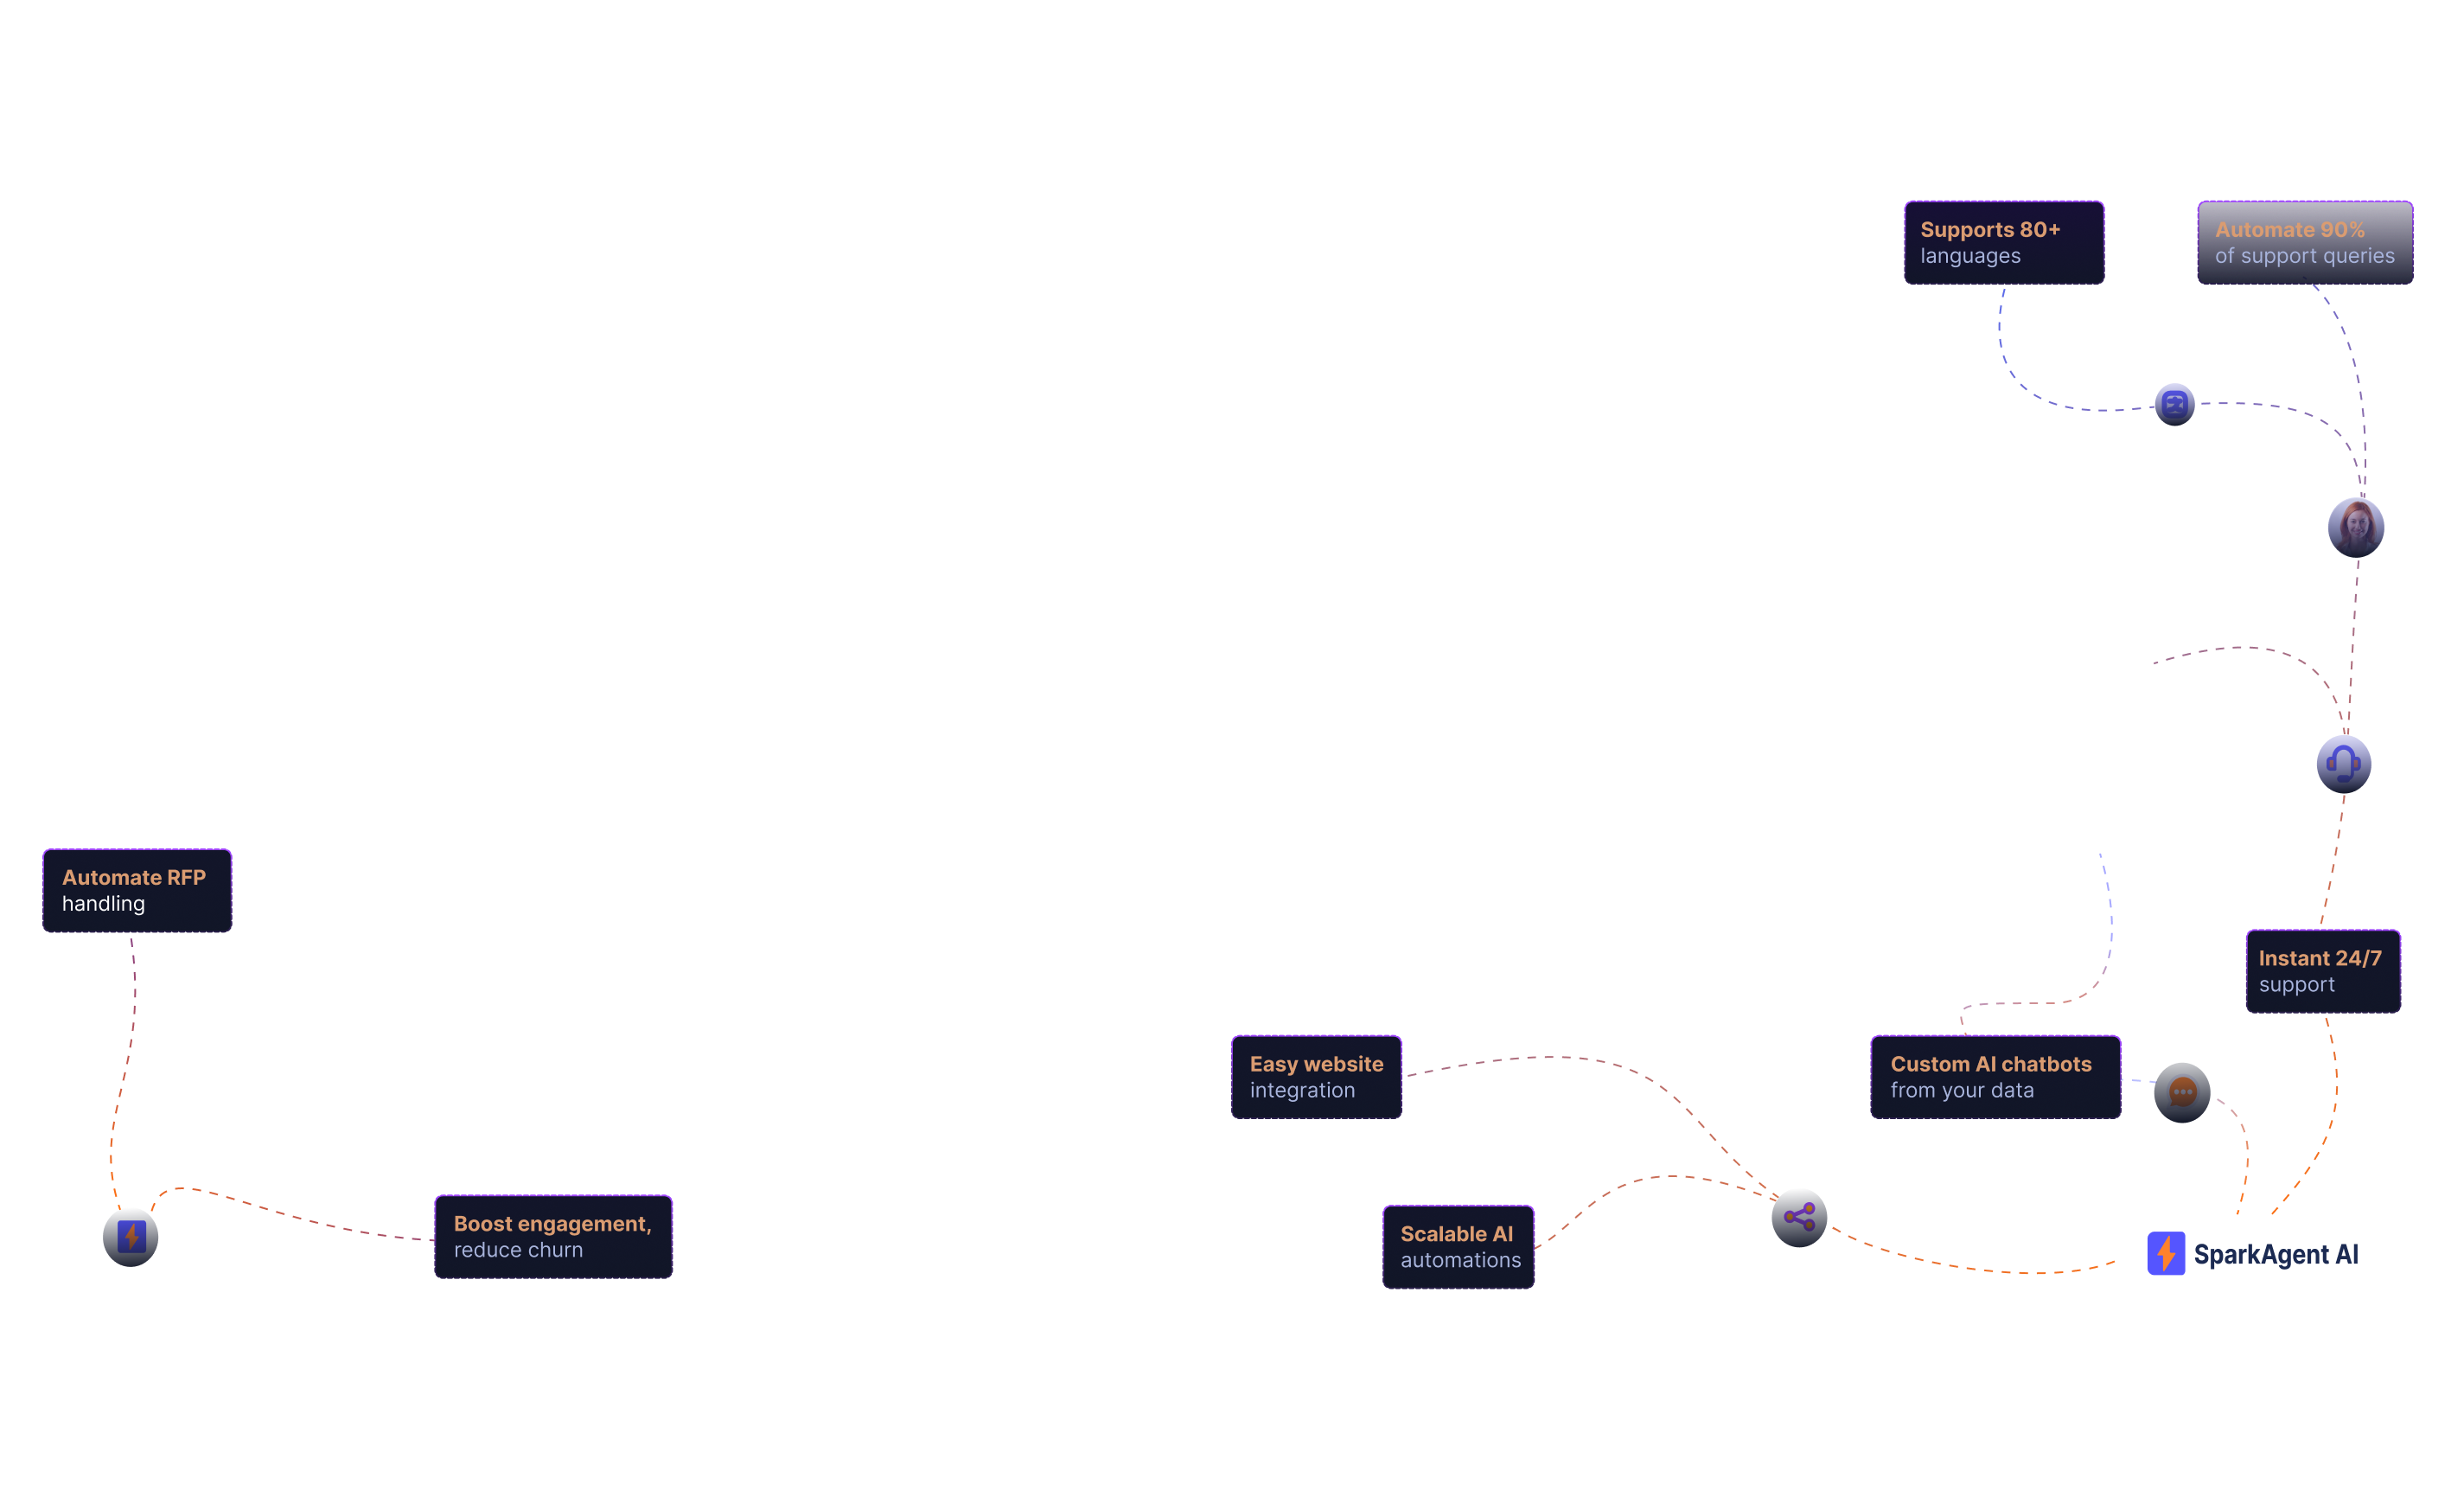 Supports 80+
languages
Automate 90%
of support queries
Automate RFP
handling
Instant 24/7
support
Easy website
integration
Custom AI chatbots
from your data
Boost engagement,
reduce churn
Scalable AI
automations
SparkAgent AI